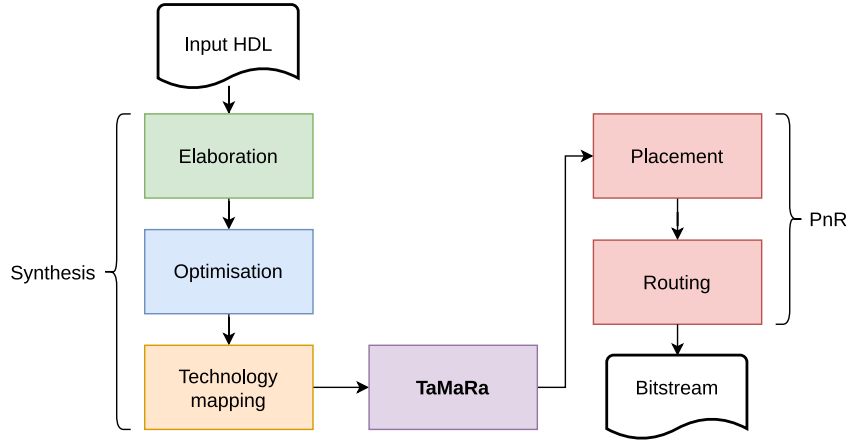 Input HDL
Elaboration
Optimisation
Synthesis
Technology
mapping
TaMaRa
Placement
PnR
Routing
Bitstream